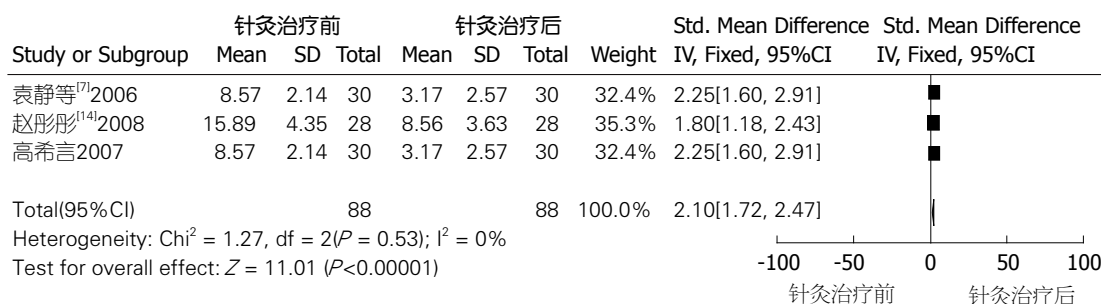 针灸治疗前 针灸治疗后 Std. Mean Difference Std. Mean Difference
Study or Subgroup Mean SD Total Mean SD Total Weight IV, Fixed, 95%CI IV, Fixed, 95%CI
袁静等[7]2006 8.57 2.14 30 3.17 2.57 30 32.4% 2.25[1.60, 2.91]
赵彤彤[14]2008 15.89 4.35 28 8.56 3.63 28 35.3% 1.80[1.18, 2.43]
高希言2007 8.57 2.14 30 3.17 2.57 30 32.4% 2.25[1.60, 2.91]
Total(95%CI) 88 88 100.0% 2.10[1.72, 2.47]
Heterogeneity: Chi² = 1.27, df = 2(P = 0.53); I² = 0%
Test for overall effect: Z = 11.01 (P<0.00001)
-100 -50 0 50 100
针灸治疗前 针灸治疗后